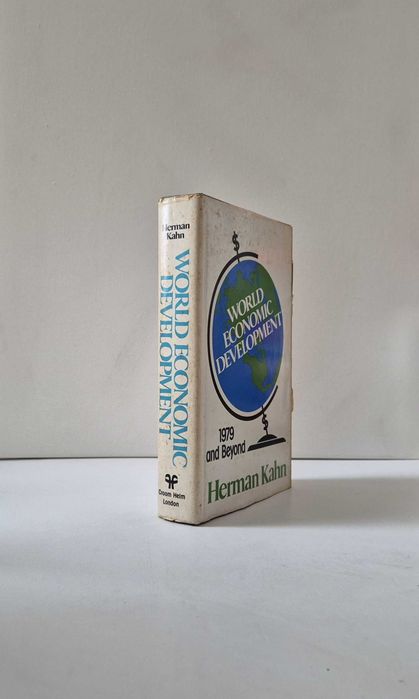 Herman
Kahn
WORLD ECONOMIC
DEVELOPMENT
Croom Helm
London
$
WORLD
ECONOMIC
DEVELOPMENT
$
1979
and Beyond
Herman Kahn